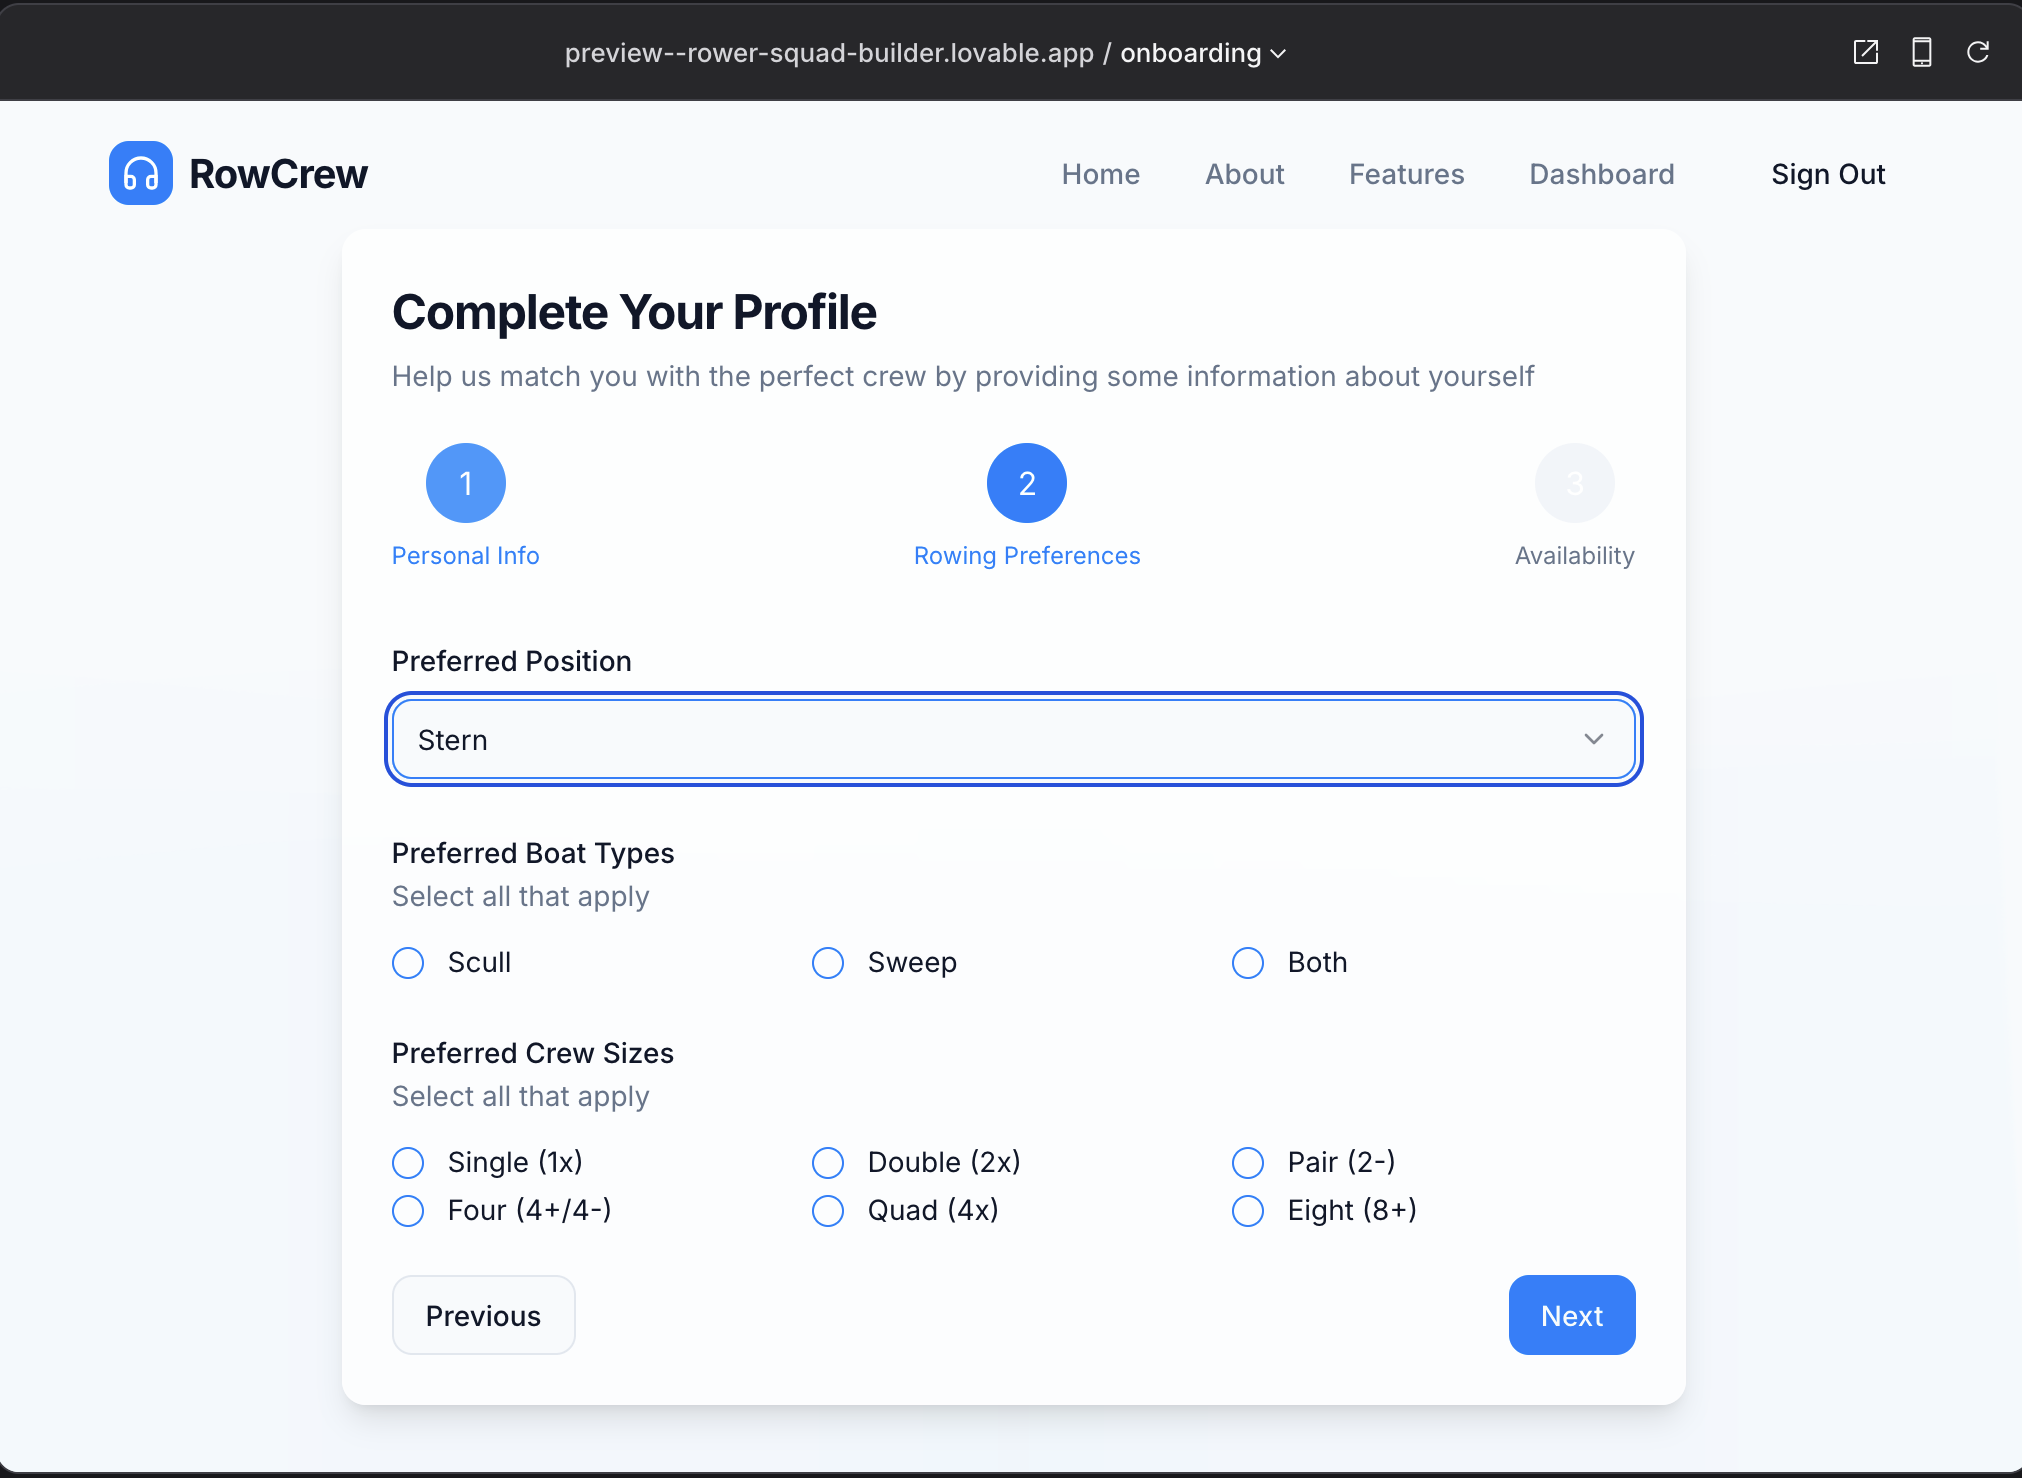 preview--rower-squad-builder.lovable.app / onboarding
RowCrew
Home About Features Dashboard Sign Out
Complete Your Profile
Help us match you with the perfect crew by providing some information about yourself
1 2 3
Personal Info Rowing Preferences Availability
Preferred Position
Stern
Preferred Boat Types
Select all that apply
Scull Sweep Both
Preferred Crew Sizes
Select all that apply
Single (1x) Double (2x) Pair (2-)
Four (4+/4-) Quad (4x) Eight (8+)
Previous Next